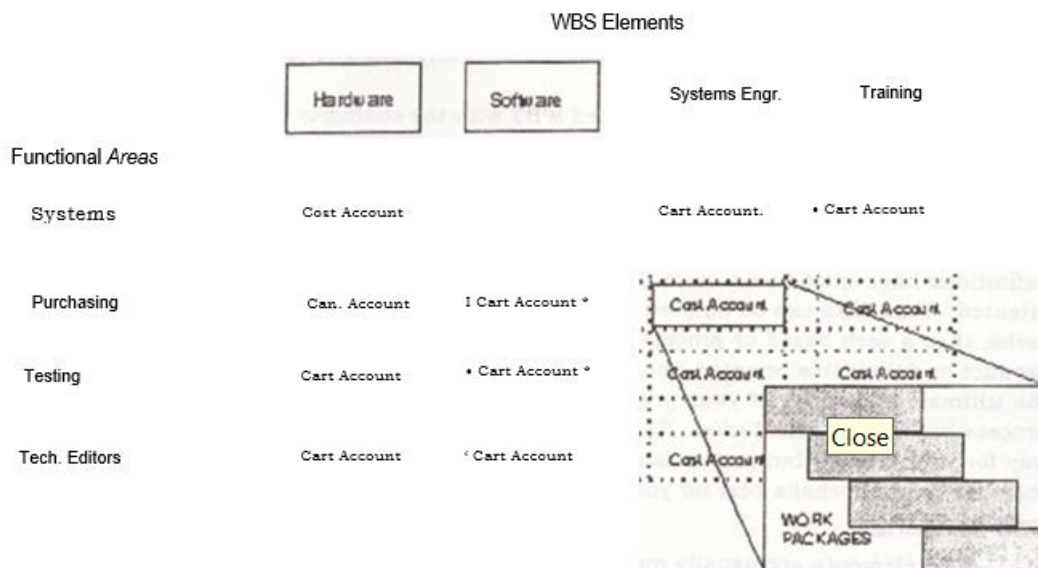 WBS Elements
Hardware
Software
Systems Engr.
Training
Functional Areas
Systems
Cost Account
Cart Account.
• Cart Account
Purchasing
Can. Account
I Cart Account °
Cost Account
Cost Account
Testing
Cart Account
• Cart Account °
Cost Account
Cost Account
Tech. Editors
Cart Account
‘ Cart Account
Cost Account
Close
WORK
PACKAGES